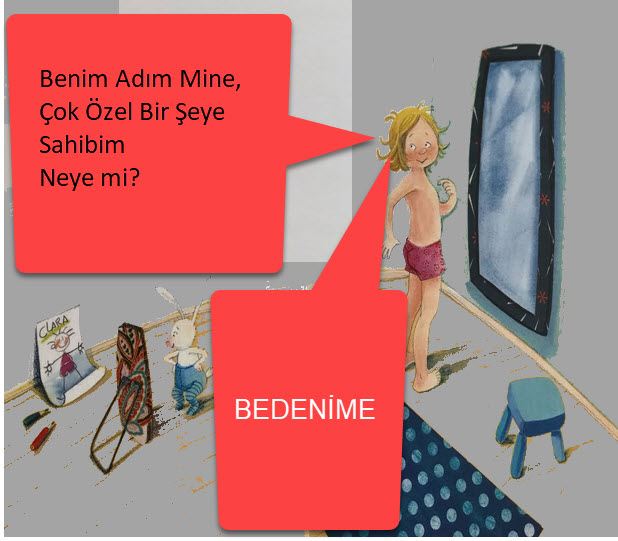 Benim Adım Mine,
Çok Özel Bir Şeye
Sahibim
Neye mi?
CLARA
BEDENİME